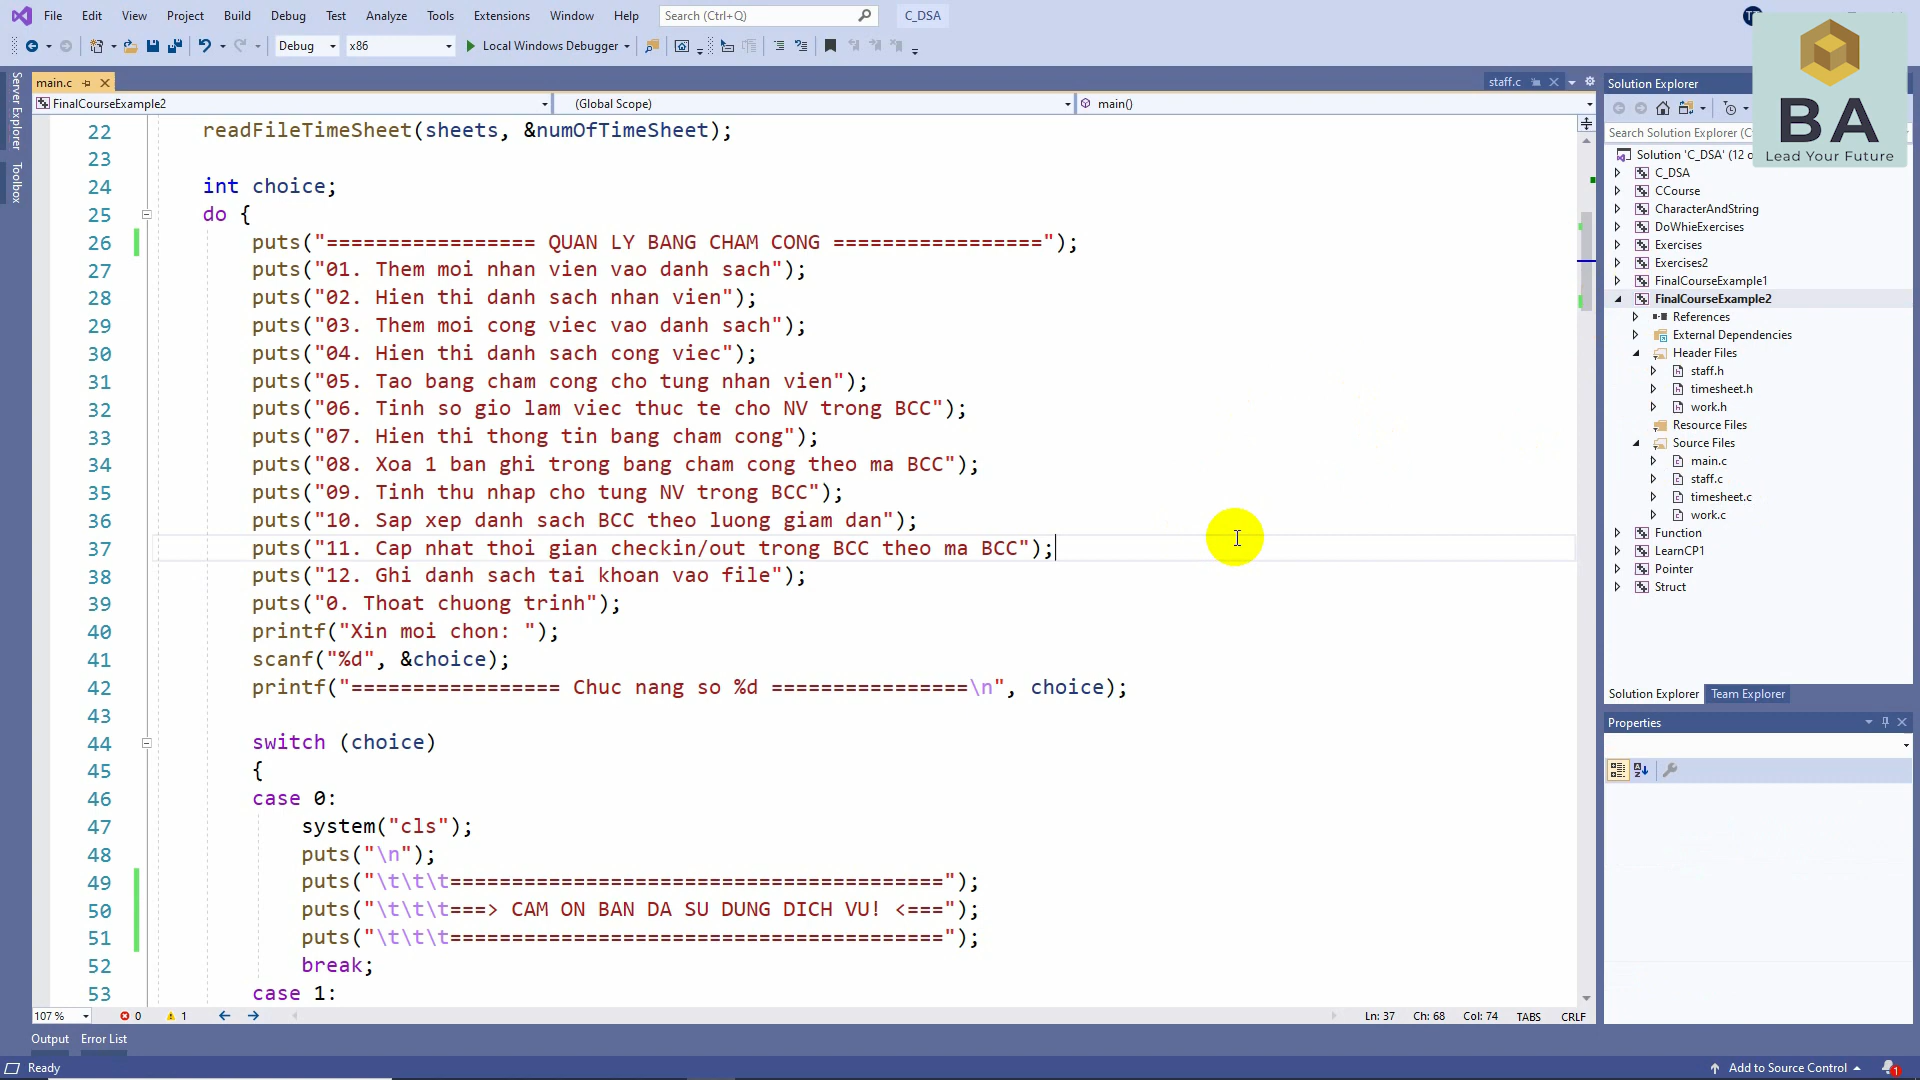 File Edit View Project Build Debug Test Analyze Tools Extensions Window Help Search (Ctrl+Q) C_DSA
Debug x86 Local Windows Debugger
BA
Lead Your Future
Server Explorer
Toolbox
main.c staff.c
FinalCourseExample2 (Global Scope) main()
22 readFileTimeSheet(sheets, &numOfTimeSheet);
23
24 int choice;
25 do {
26 puts("================= QUAN LY BANG CHAM CONG =================");
27 puts("01. Them moi nhan vien vao danh sach");
28 puts("02. Hien thi danh sach nhan vien");
29 puts("03. Them moi cong viec vao danh sach");
30 puts("04. Hien thi danh sach cong viec");
31 puts("05. Tao bang cham cong cho tung nhan vien");
32 puts("06. Tinh so gio lam viec thuc te cho NV trong BCC");
33 puts("07. Hien thi thong tin bang cham cong");
34 puts("08. Xoa 1 ban ghi trong bang cham cong theo ma BCC");
35 puts("09. Tinh thu nhap cho tung NV trong BCC");
36 puts("10. Sap xep danh sach BCC theo luong giam dan");
37 puts("11. Cap nhat thoi gian checkin/out trong BCC theo ma BCC");
38 puts("12. Ghi danh sach tai khoan vao file");
39 puts("0. Thoat chuong trinh");
40 printf("Xin moi chon: ");
41 scanf("%d", &choice);
42 printf("================= Chuc nang so %d ================\n", choice);
43
44 switch (choice)
45 {
46 case 0:
47 system("cls");
48 puts("\n");
49 puts("\t\t\t========================================");
50 puts("\t\t\t===> CAM ON BAN DA SU DUNG DICH VU! <===");
51 puts("\t\t\t========================================");
52 break;
53 case 1:
107 % 0 1 Ln: 37 Ch: 68 Col: 74 TABS CRLF
Output Error List
Ready Add to Source Control 1
Solution Explorer
Search Solution Explorer (C
Solution 'C_DSA' (12 o
C_DSA
CCourse
CharacterAndString
DoWhieExercises
Exercises
Exercises2
FinalCourseExample1
FinalCourseExample2
References
External Dependencies
Header Files
staff.h
timesheet.h
work.h
Resource Files
Source Files
main.c
staff.c
timesheet.c
work.c
Function
LearnCP1
Pointer
Struct
Solution Explorer Team Explorer
Properties